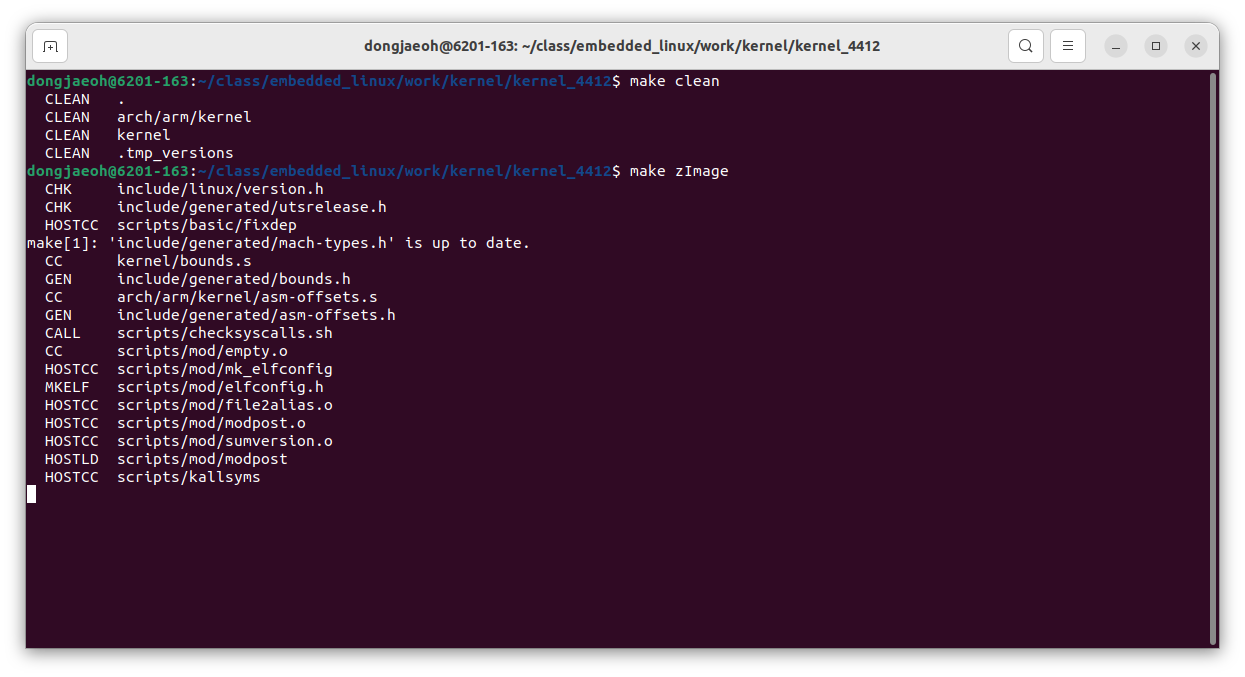 dongjaeoh@6201-163: ~/class/embedded_linux/work/kernel/kernel_4412
dongjaeoh@6201-163:~/class/embedded_linux/work/kernel/kernel_4412$ make clean
  CLEAN   .
  CLEAN   arch/arm/kernel
  CLEAN   kernel
  CLEAN   .tmp_versions
dongjaeoh@6201-163:~/class/embedded_linux/work/kernel/kernel_4412$ make zImage
  CHK     include/linux/version.h
  CHK     include/generated/utsrelease.h
  HOSTCC  scripts/basic/fixdep
make[1]: 'include/generated/mach-types.h' is up to date.
  CC      kernel/bounds.s
  GEN     include/generated/bounds.h
  CC      arch/arm/kernel/asm-offsets.s
  GEN     include/generated/asm-offsets.h
  CALL    scripts/checksyscalls.sh
  CC      scripts/mod/empty.o
  HOSTCC  scripts/mod/mk_elfconfig
  MKELF   scripts/mod/elfconfig.h
  HOSTCC  scripts/mod/file2alias.o
  HOSTCC  scripts/mod/modpost.o
  HOSTCC  scripts/mod/sumversion.o
  HOSTLD  scripts/mod/modpost
  HOSTCC  scripts/kallsyms